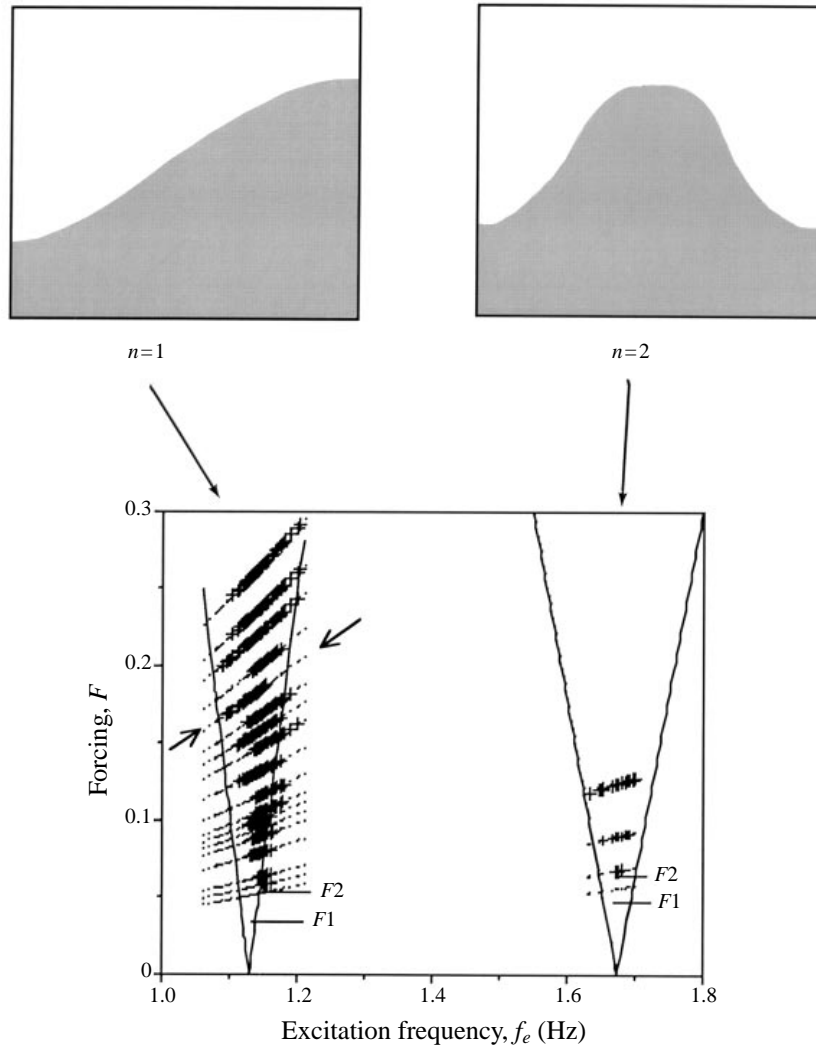 n=1
n=2
0.3
0.2
0.1
0
Forcing, F
F2
F1
F2
F1
1.0
1.2
1.4
1.6
1.8
Excitation frequency, fe (Hz)